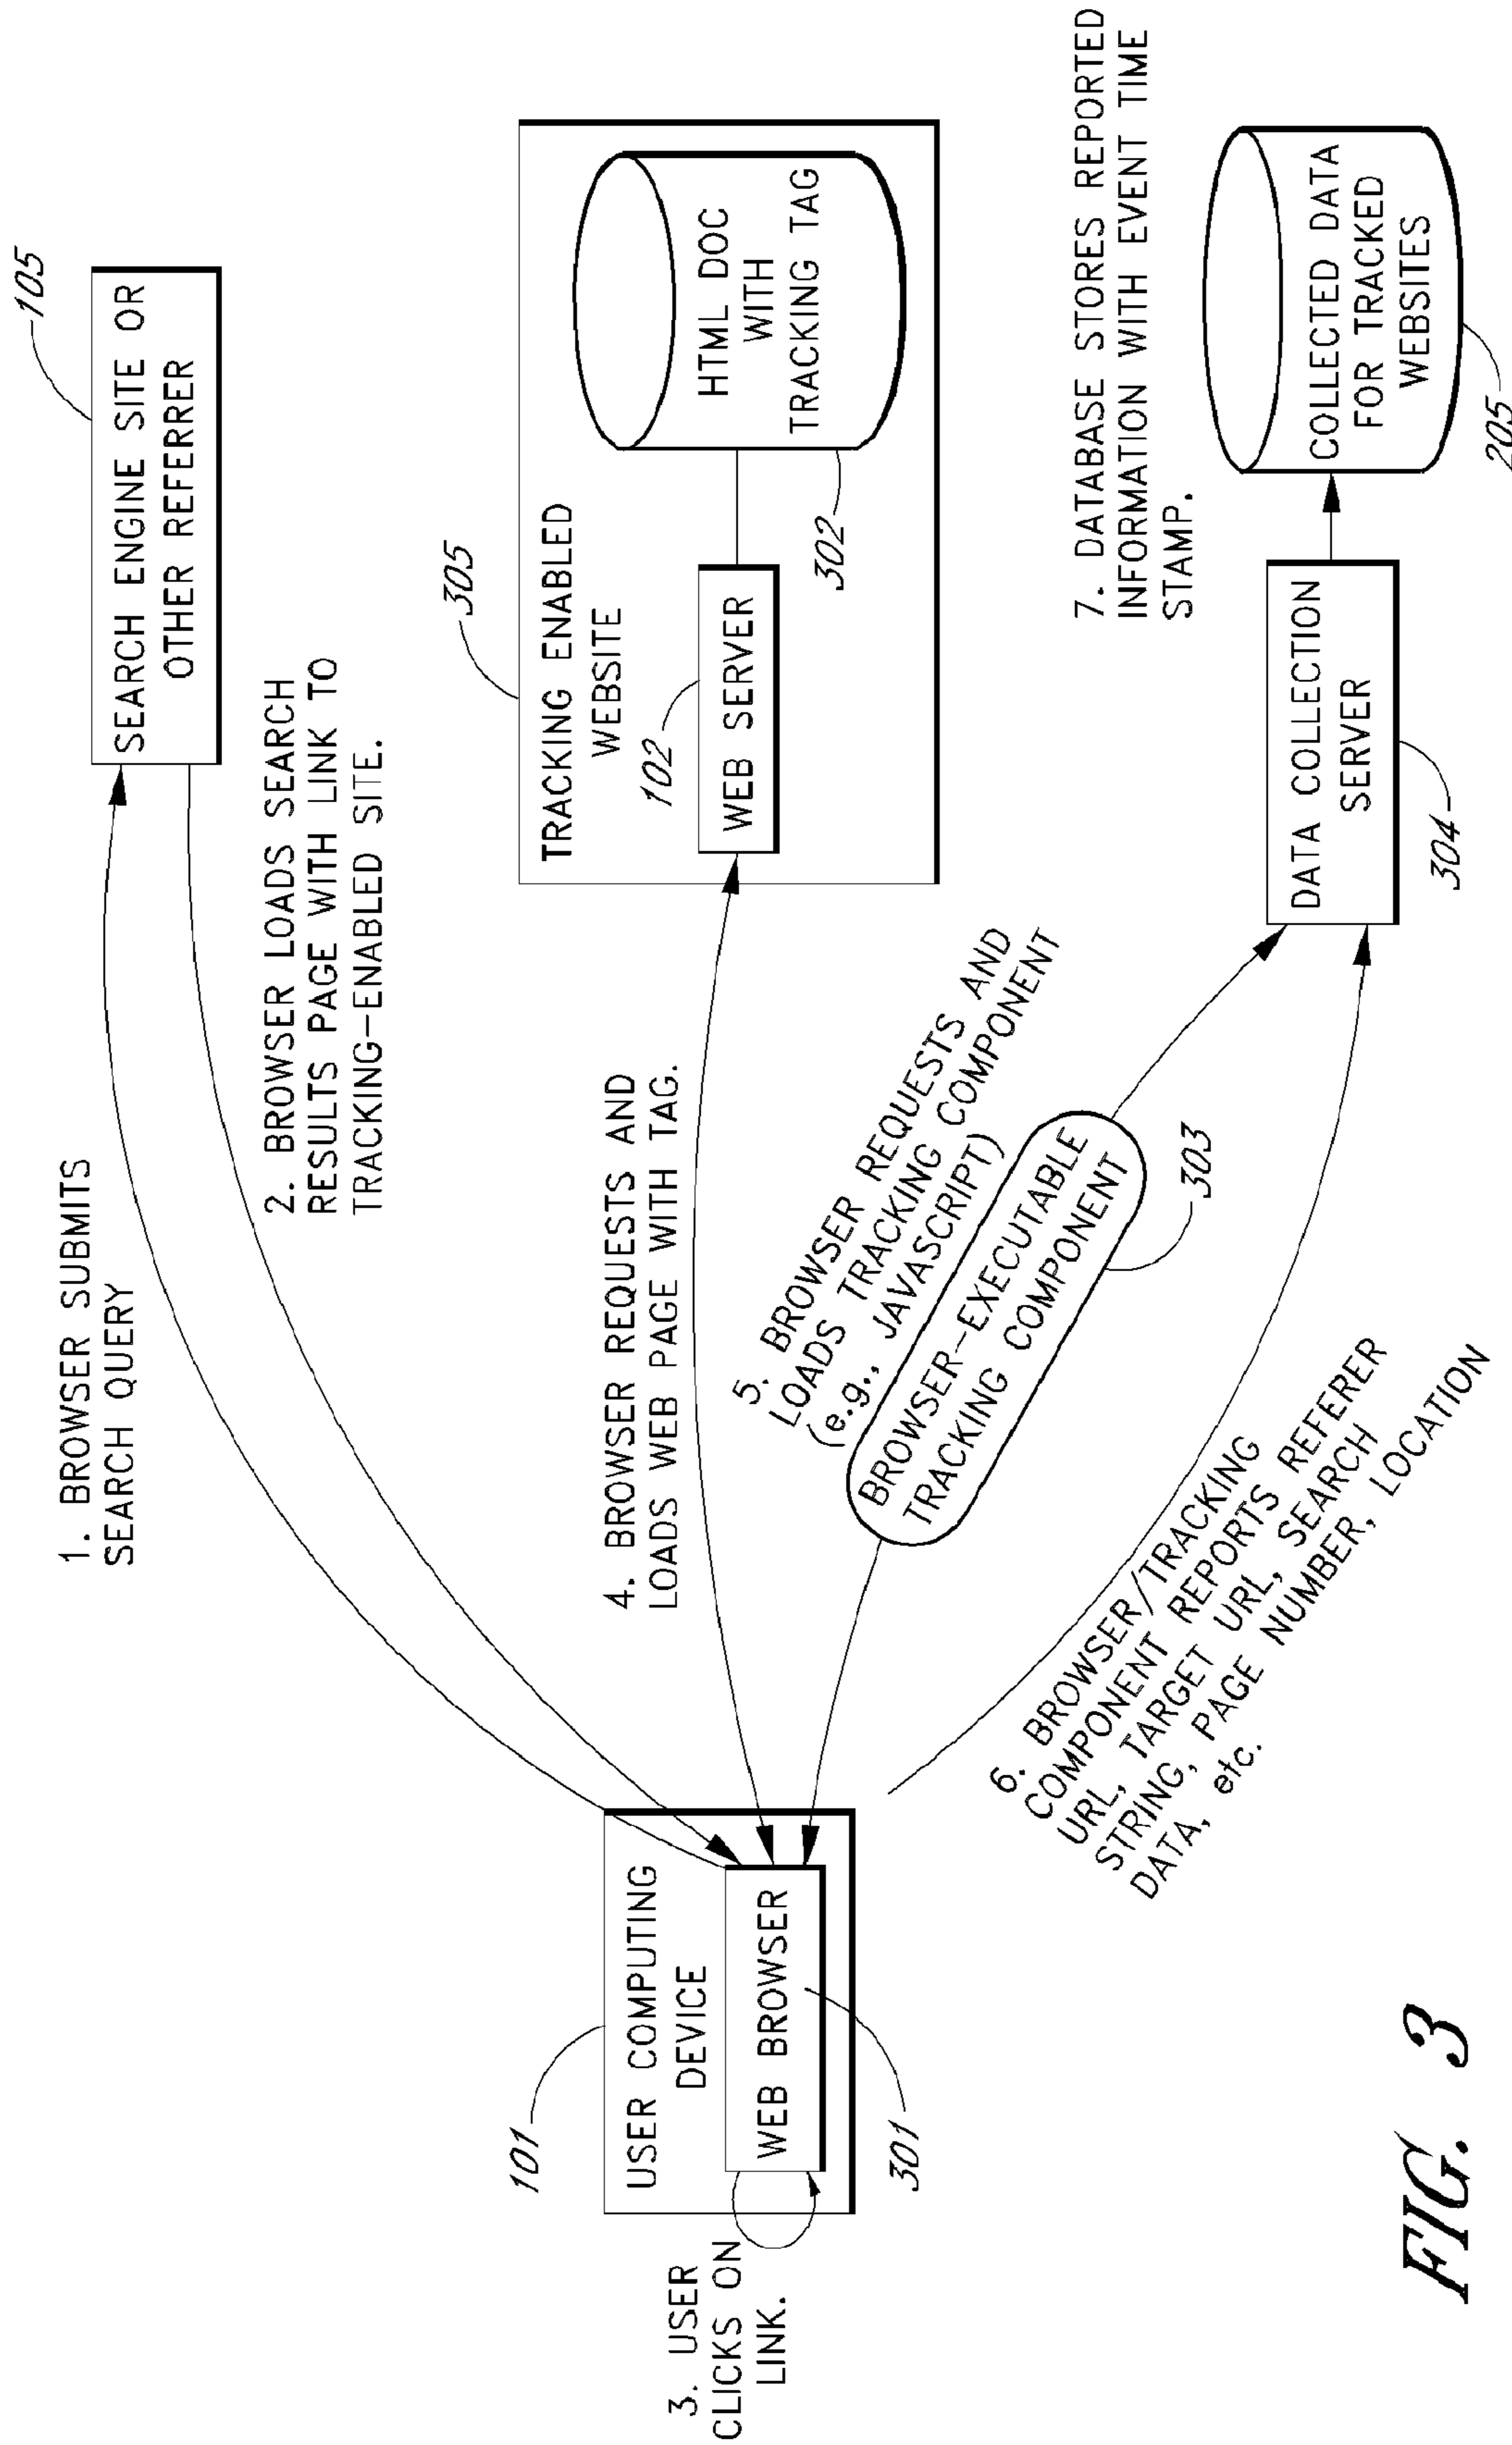 1. BROWSER SUBMITS
SEARCH QUERY
105
SEARCH ENGINE SITE OR
OTHER REFERRER
2. BROWSER LOADS SEARCH
RESULTS PAGE WITH LINK TO
TRACKING-ENABLED SITE.
101
USER COMPUTING
DEVICE
WEB BROWSER
301
3. USER
CLICKS ON
LINK.
4. BROWSER REQUESTS AND
LOADS WEB PAGE WITH TAG.
305
TRACKING ENABLED
WEBSITE
102
WEB SERVER
HTML DOC
WITH
TRACKING TAG
302
5. BROWSER REQUESTS AND
LOADS TRACKING COMPONENT
(e.g., JAVASCRIPT)
BROWSER-EXECUTABLE
TRACKING COMPONENT
303
6. BROWSER/TRACKING
COMPONENT REPORTS REFERER
URL, TARGET URL, SEARCH
STRING, PAGE NUMBER, LOCATION
DATA, etc.
7. DATABASE STORES REPORTED
INFORMATION WITH EVENT TIME
STAMP.
DATA COLLECTION
SERVER
304
COLLECTED DATA
FOR TRACKED
WEBSITES
205
FIG. 3